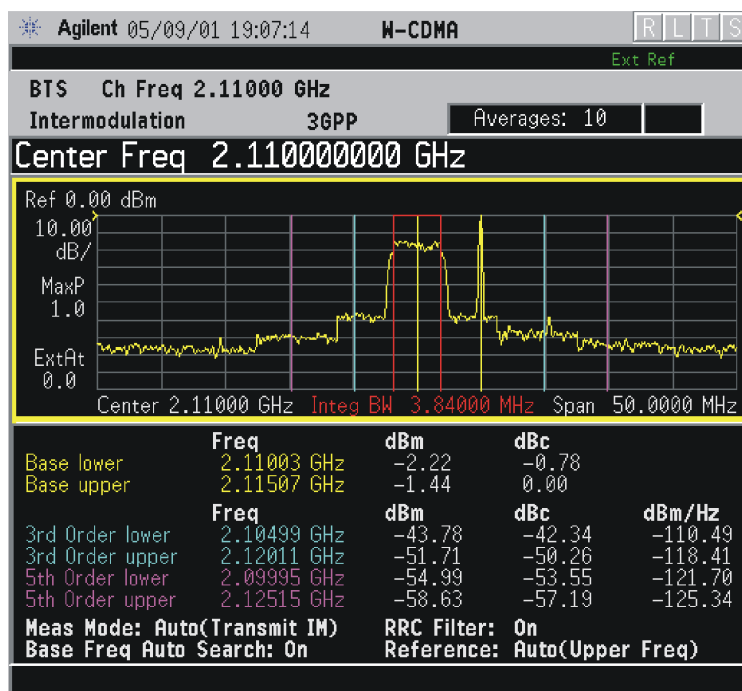 Agilent 05/09/01 19:07:14 W-CDMA R L T S
Ext Ref
BTS Ch Freq 2.11000 GHz
Intermodulation 3GPP Averages: 10
Center Freq 2.110000000 GHz
Ref 0.00 dBm
10.00
dB/
MaxP
1.0
ExtAt
0.0
Center 2.11000 GHz Integ BW 3.84000 MHz Span 50.0000 MHz
Freq dBm dBc
Base lower 2.11003 GHz -2.22 -0.78
Base upper 2.11507 GHz -1.44 0.00
Freq dBm dBc dBm/Hz
3rd Order lower 2.10499 GHz -43.78 -42.34 -110.49
3rd Order upper 2.12011 GHz -51.71 -50.26 -118.41
5th Order lower 2.09995 GHz -54.99 -53.55 -121.70
5th Order upper 2.12515 GHz -58.63 -57.19 -125.34
Meas Mode: Auto(Transmit IM) RRC Filter: On
Base Freq Auto Search: On Reference: Auto(Upper Freq)